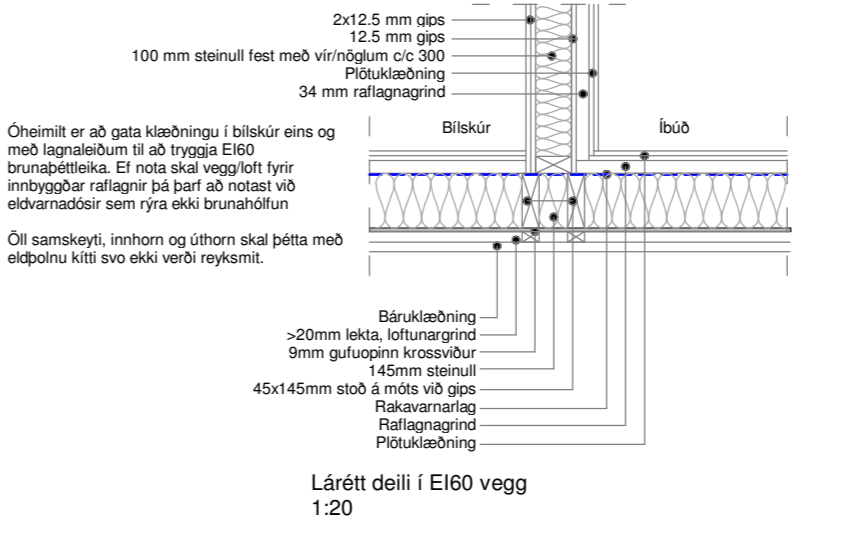 2x12.5 mm gips
12.5 mm gips
100 mm steinull fest með vír/nöglum c/c 300
Plötuklæðning
34 mm raflagnagrind
Bílskúr
Íbúð
Óheimilt er að gata klæðningu í bílskúr eins og
með lagnaleiðum til að tryggja EI60
brunaþéttleika. Ef nota skal vegg/loft fyrir
innbyggðar raflagnir þá þarf að notast við
eldvarnadósir sem rýra ekki brunahólfun
Öll samskeyti, innhorn og úthorn skal þétta með
eldþolnu kítti svo ekki verði reyksmit.
Báruklæðning
>20mm lekta, loftunargrind
9mm gufuopinn krossviður
145mm steinull
45x145mm stoð á móts við gips
Rakavarnarlag
Raflagnagrind
Plötuklæðning
Lárétt deili í EI60 vegg
1:20